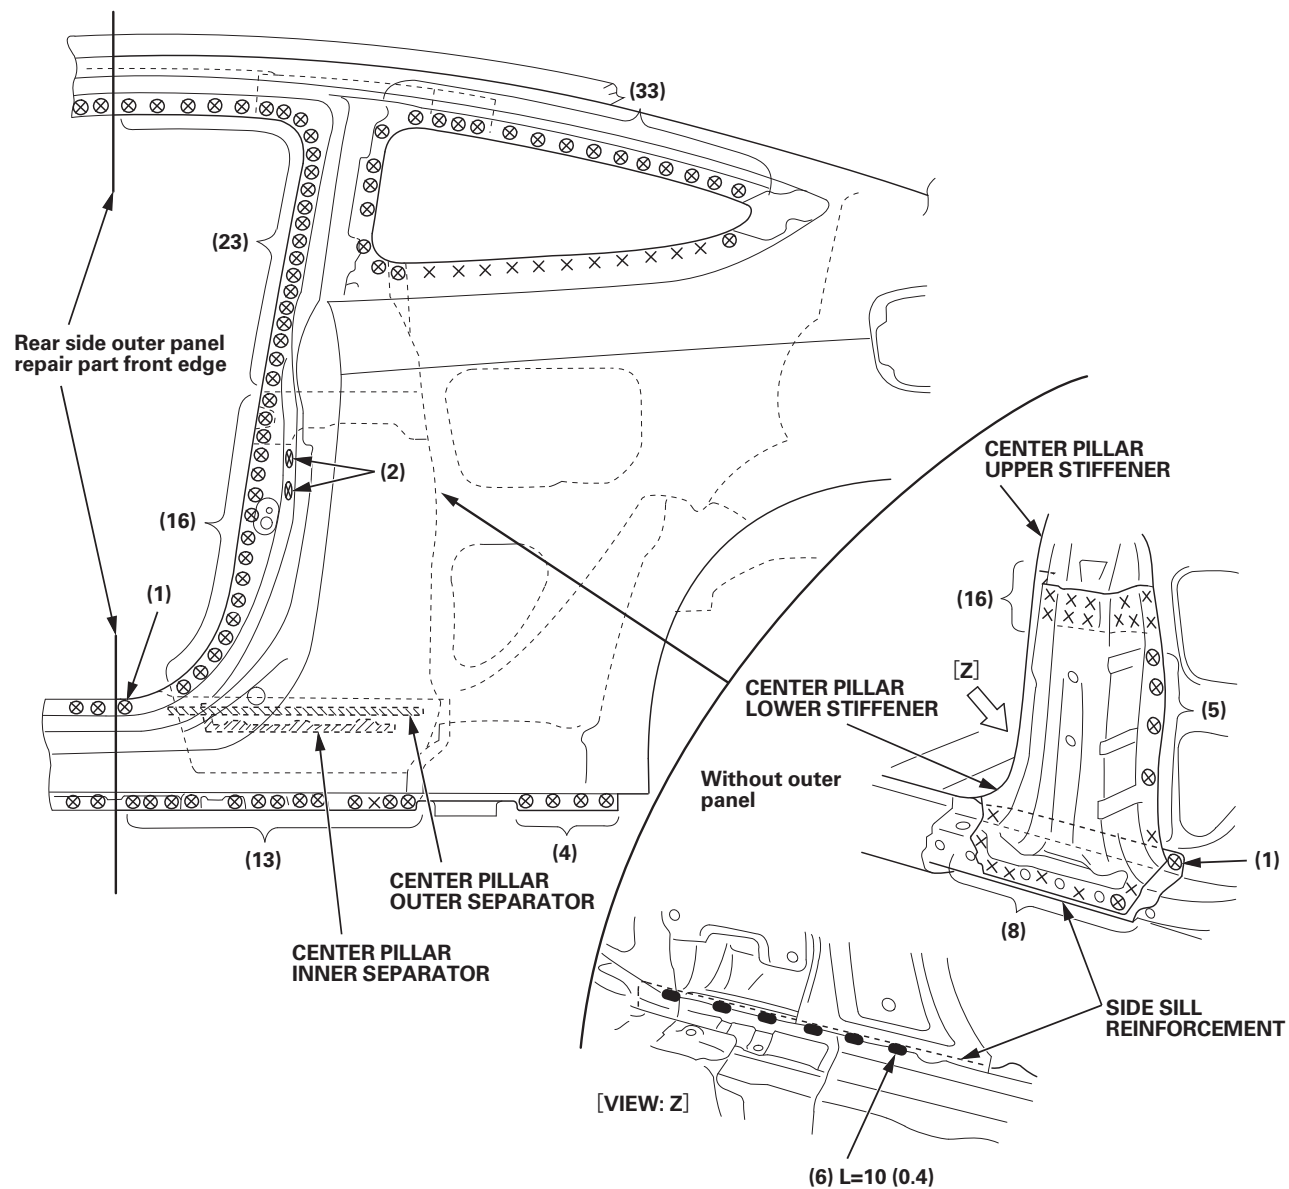 (33)
(23)
Rear side outer panel
repair part front edge
(2)
(16)
(1)
(13)
(4)
CENTER PILLAR
OUTER SEPARATOR
CENTER PILLAR
INNER SEPARATOR
CENTER PILLAR
UPPER STIFFENER
(16)
[Z]
CENTER PILLAR
LOWER STIFFENER
(5)
Without outer
panel
(1)
(8)
SIDE SILL
REINFORCEMENT
[VIEW: Z]
(6) L=10 (0.4)